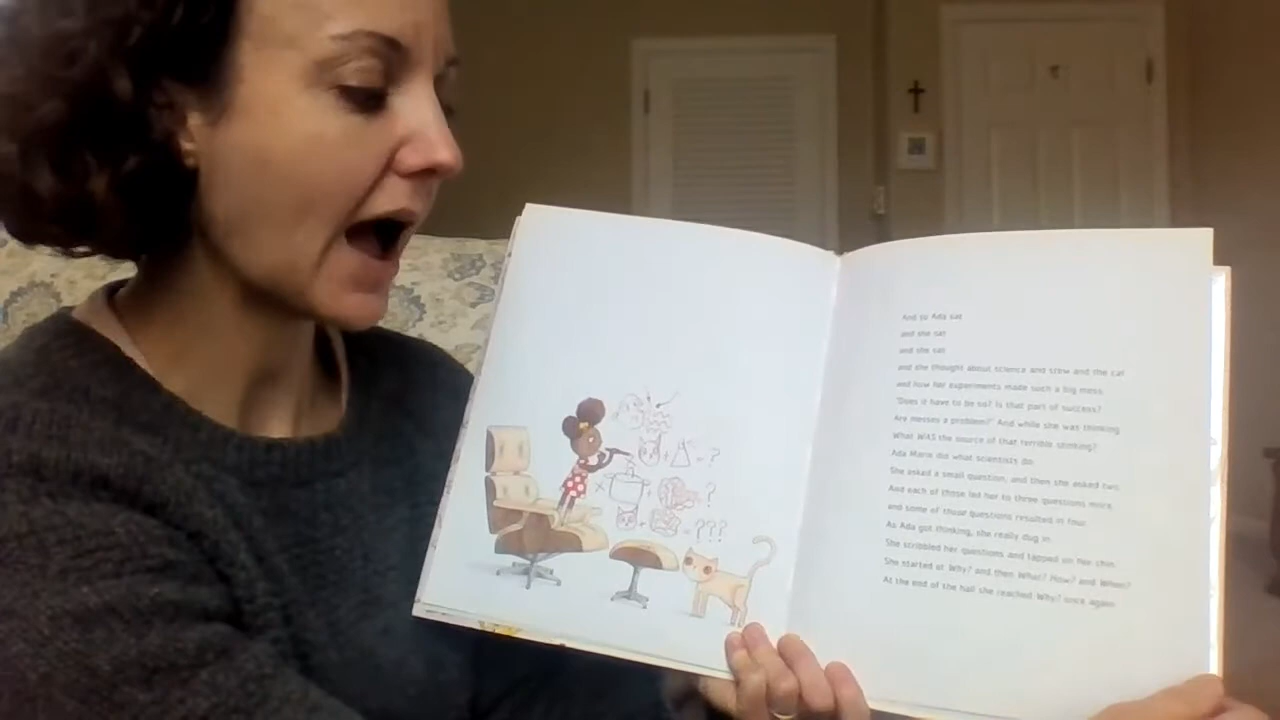 And so Ada sat
and she sat
and she sat
and she thought about science and stew and the cat
and how her experiments made such a big mess.
"Does it have to be so? Is that part of success?
Are messes a problem?" And while she was thinking
What WAS the source of that terrible stinking?
Ada Marie did what scientists do:
She asked a small question, and then she asked two.
And each of those led her to three questions more,
and some of those questions resulted in four.
As Ada got thinking, she really dug in.
She scribbled her questions and tapped on her chin.
She started at Why? and then What? How? and When?
At the end of the hall she reached Why? once again.
+ = ?
× + ?
+ = ???